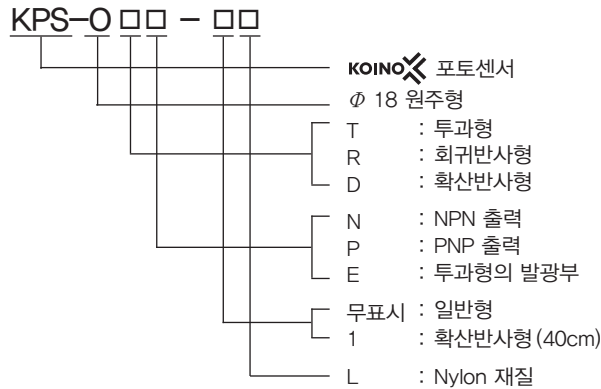 KPS-O□□ - □□
KOINO 포토센서
Φ 18 원주형
T : 투과형
R : 회귀반사형
D : 확산반사형
N : NPN 출력
P : PNP 출력
E : 투과형의 발광부
무표시 : 일반형
1 : 확산반사형(40cm)
L : Nylon 재질